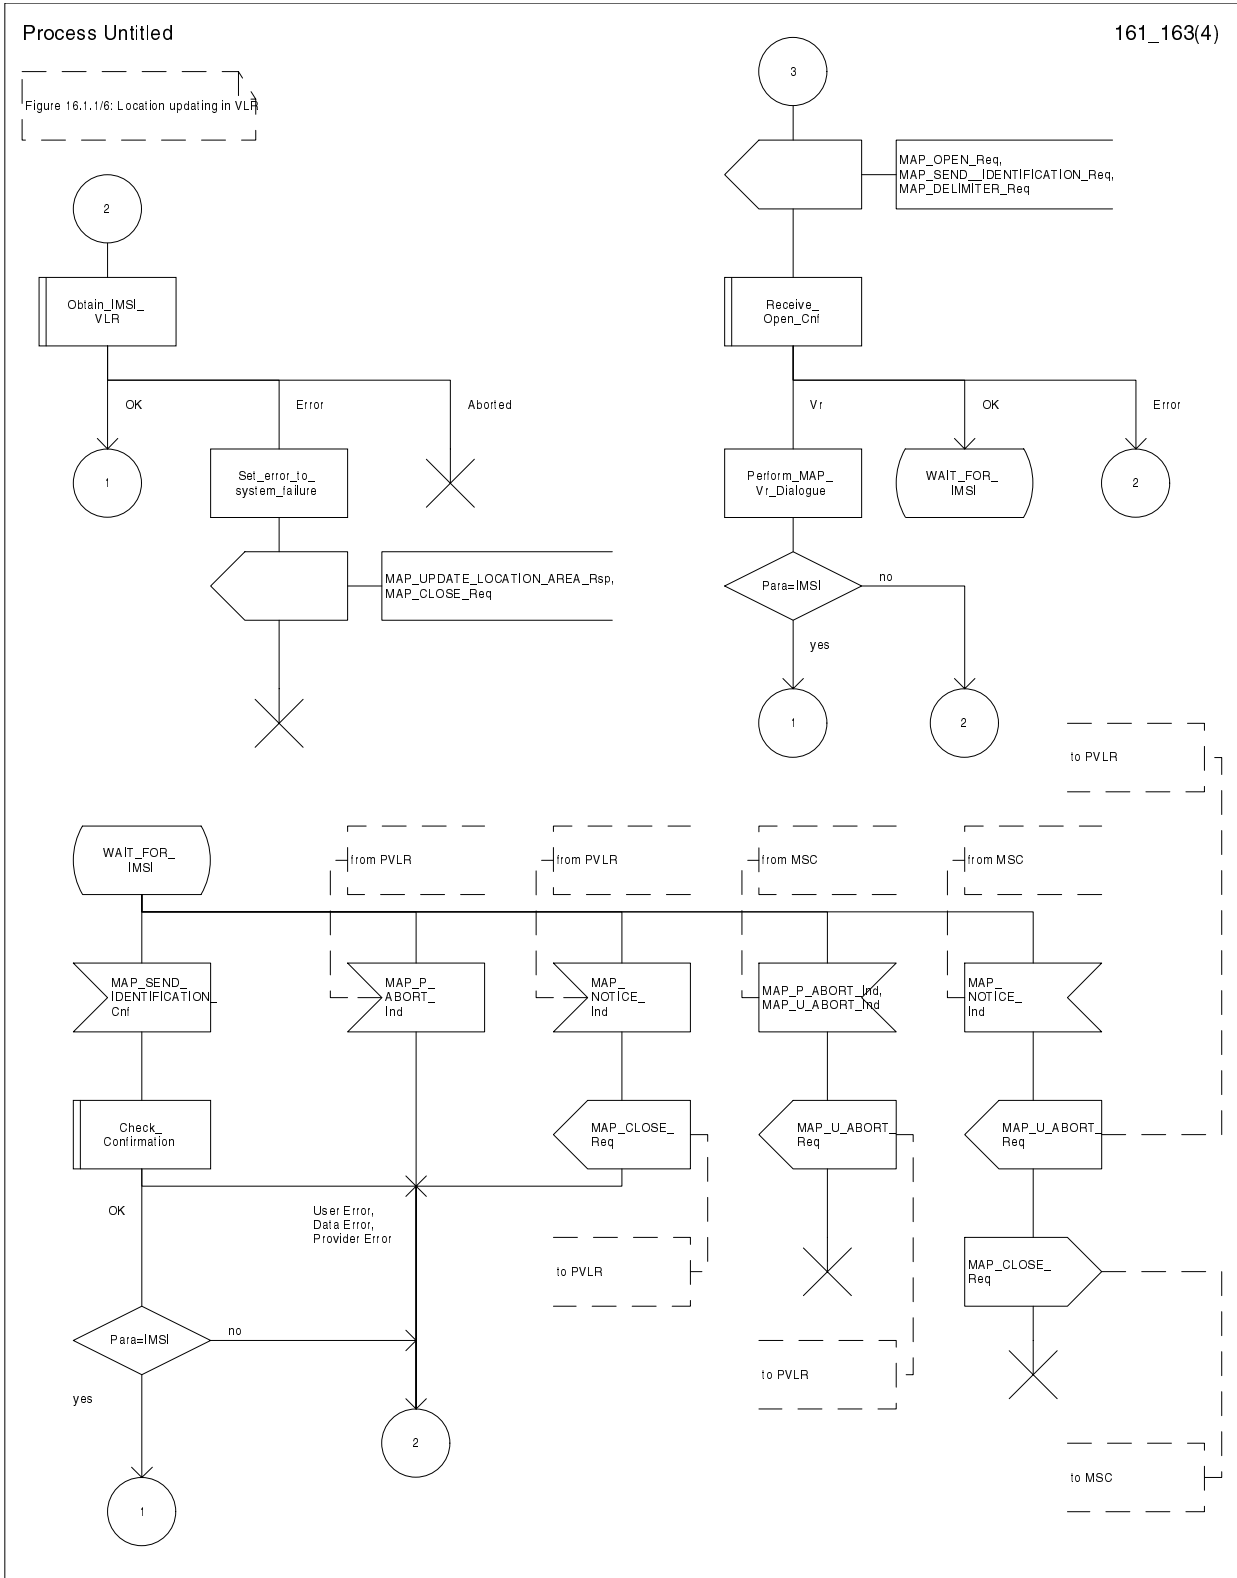 Process Untitled
161_163(4)
Figure 16.1.1/6: Location updating in VLR
3
MAP_OPEN_Req,
MAP_SEND__IDENTIFICATION_Req,
MAP_DELIMITER_Req
2
Obtain_IMSI_
VLR
Receive_
Open_Cnf
OK
Error
Aborted
Vr
OK
Error
1
Set_error_to_
system_failure
Perform_MAP_
Vr_Dialogue
WAIT_FOR_
IMSI
2
MAP_UPDATE_LOCATION_AREA_Rsp,
MAP_CLOSE_Req
Para=IMSI
no
yes
1
2
to PVLR
WAIT_FOR_
IMSI
from PVLR
from PVLR
from MSC
from MSC
MAP_SEND_
IDENTIFICATION_
Cnf
MAP_P_
ABORT_
Ind
MAP_
NOTICE_
Ind
MAP_P_ABORT_Ind,
MAP_U_ABORT_Ind
MAP_
NOTICE_
Ind
Check_
Confirmation
MAP_CLOSE_
Req
MAP_U_ABORT_
Req
MAP_U_ABORT_
Req
OK
User Error,
Data Error,
Provider Error
to PVLR
MAP_CLOSE_
Req
Para=IMSI
no
yes
to PVLR
2
to MSC
1